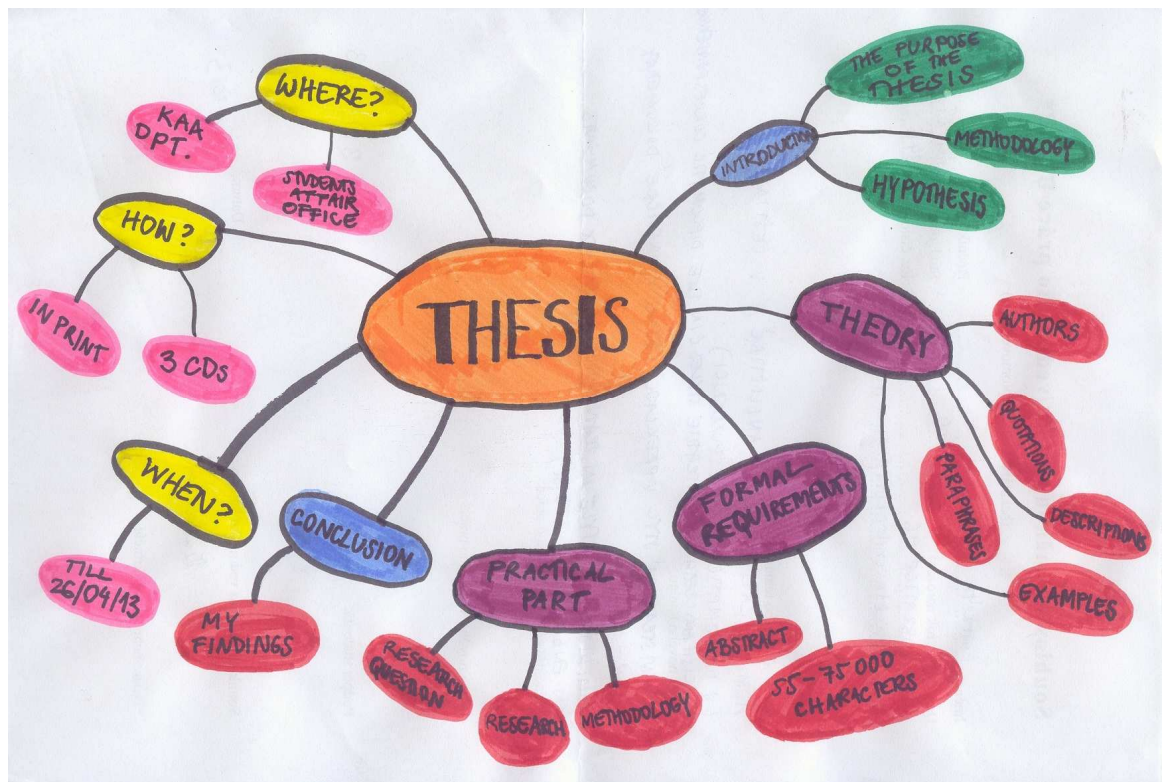 THESIS
WHERE?
KAA
DPT.
STUDENTS
AFFAIR
OFFICE
HOW?
IN PRINT
3 CDS
WHEN?
TILL
26/04/13
CONCLUSION
MY
FINDINGS
PRACTICAL
PART
RESEARCH
QUESTION
RESEARCH
METHODOLOGY
FORMAL
REQUIREMENTS
ABSTRACT
55-75 000
CHARACTERS
THEORY
AUTHORS
QUOTATIONS
PARAPHRASES
DESCRIPTIONS
EXAMPLES
INTRODUCTION
THE PURPOSE
OF THE
THESIS
METHODOLOGY
HYPOTHESIS